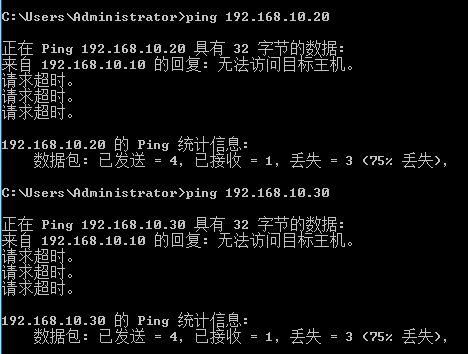 C:\Users\Administrator>ping 192.168.10.20
正在 Ping 192.168.10.20 具有 32 字节的数据:
来自 192.168.10.10 的回复: 无法访问目标主机。
请求超时。
请求超时。
请求超时。
192.168.10.20 的 Ping 统计信息:
数据包: 已发送 = 4, 已接收 = 1, 丢失 = 3 (75% 丢失),
C:\Users\Administrator>ping 192.168.10.30
正在 Ping 192.168.10.30 具有 32 字节的数据:
来自 192.168.10.10 的回复: 无法访问目标主机。
请求超时。
请求超时。
请求超时。
192.168.10.30 的 Ping 统计信息:
数据包: 已发送 = 4, 已接收 = 1, 丢失 = 3 (75% 丢失),